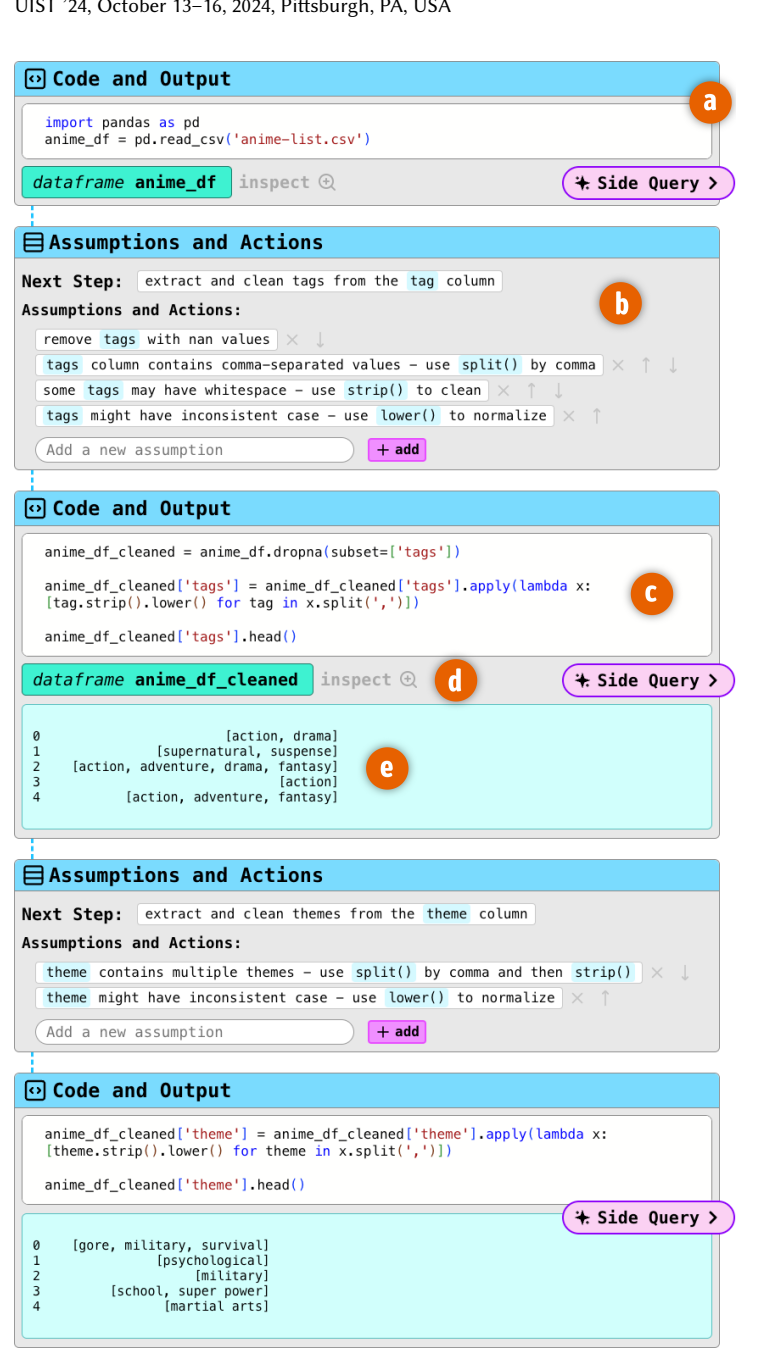 UIST ’24, October 13–16, 2024, Pittsburgh, PA, USA
Code and Output
a
import pandas as pd
anime_df = pd.read_csv('anime-list.csv')
dataframe anime_df inspect
Side Query >
Assumptions and Actions
Next Step: extract and clean tags from the tag column
b
Assumptions and Actions:
remove tags with nan values × ↓
tags column contains comma-separated values – use split() by comma × ↑ ↓
some tags may have whitespace – use strip() to clean × ↑ ↓
tags might have inconsistent case – use lower() to normalize × ↑
Add a new assumption + add
Code and Output
anime_df_cleaned = anime_df.dropna(subset=['tags'])
anime_df_cleaned['tags'] = anime_df_cleaned['tags'].apply(lambda x:
[tag.strip().lower() for tag in x.split(',')])
c
anime_df_cleaned['tags'].head()
dataframe anime_df_cleaned inspect
d
Side Query >
0 [action, drama]
1 [supernatural, suspense]
2 [action, adventure, drama, fantasy]
3 [action]
4 [action, adventure, fantasy]
e
Assumptions and Actions
Next Step: extract and clean themes from the theme column
Assumptions and Actions:
theme contains multiple themes – use split() by comma and then strip() × ↓
theme might have inconsistent case – use lower() to normalize × ↑
Add a new assumption + add
Code and Output
anime_df_cleaned['theme'] = anime_df_cleaned['theme'].apply(lambda x:
[theme.strip().lower() for theme in x.split(',')])
anime_df_cleaned['theme'].head()
Side Query >
0 [gore, military, survival]
1 [psychological]
2 [military]
3 [school, super power]
4 [martial arts]